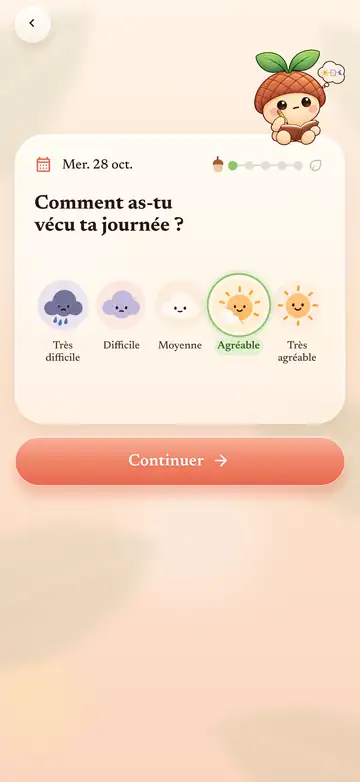 Mer. 28 oct.
Comment as-tu
vécu ta journée ?
Très
difficile
Difficile
Moyenne
Agréable
Très
agréable
Continuer →